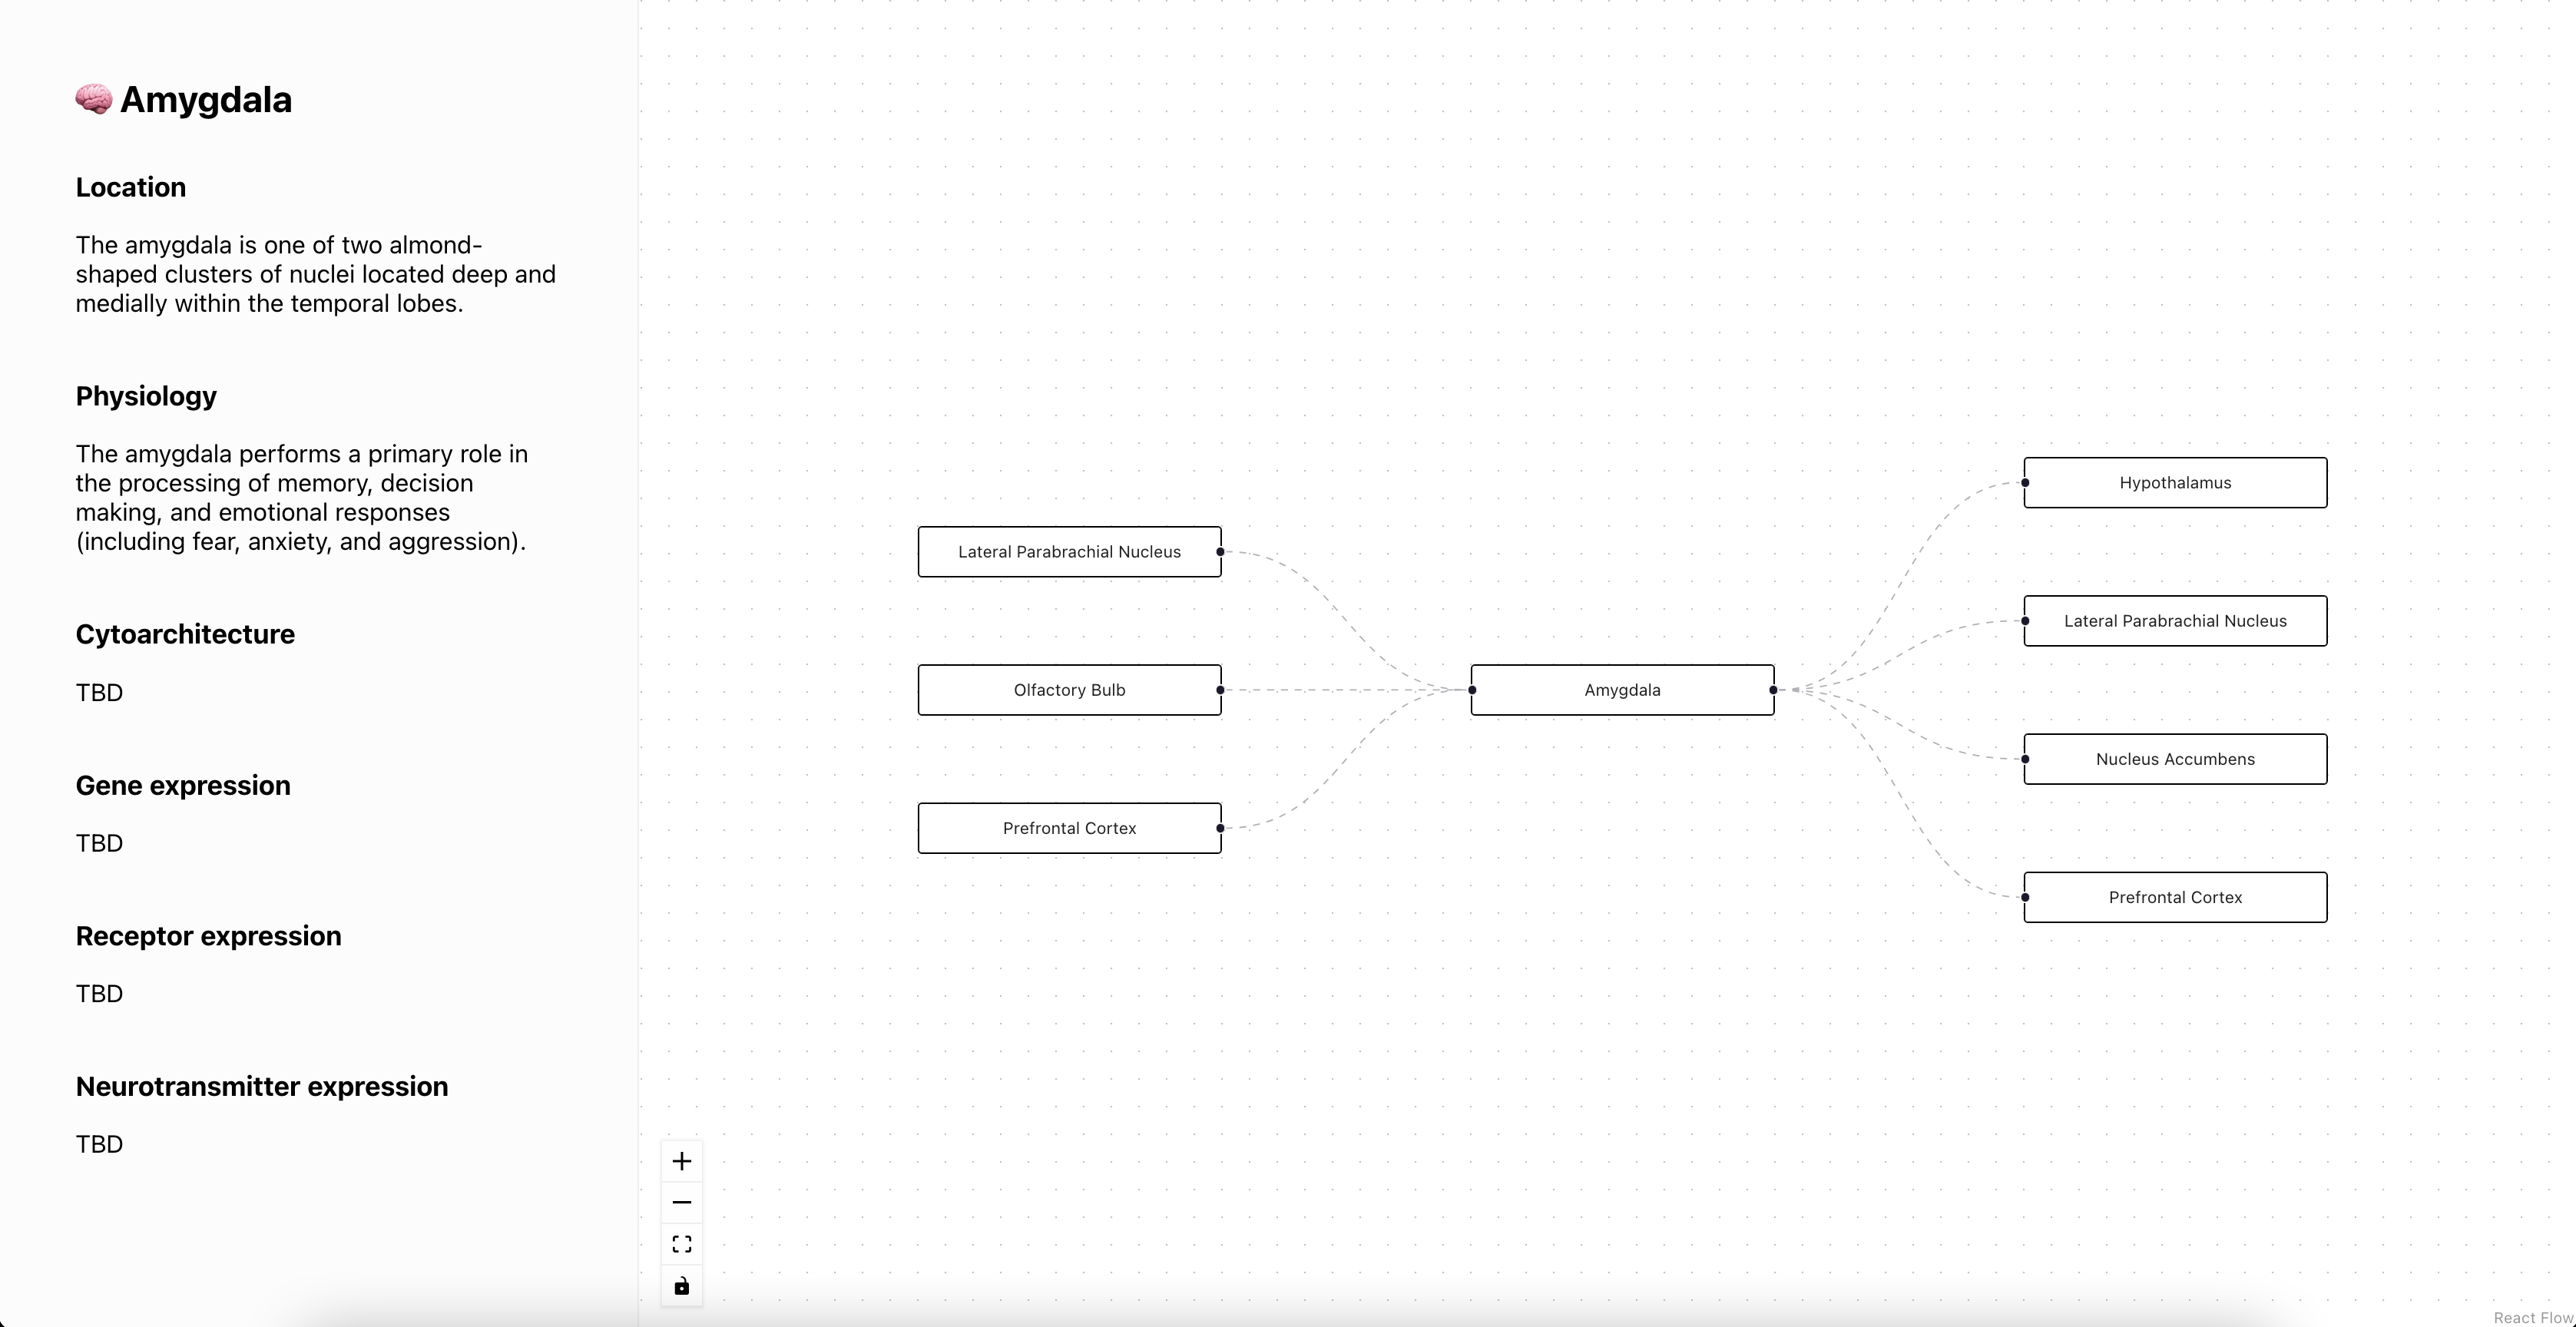 Amygdala
Location
The amygdala is one of two almond-
shaped clusters of nuclei located deep and
medially within the temporal lobes.
Physiology
The amygdala performs a primary role in
the processing of memory, decision
making, and emotional responses
(including fear, anxiety, and aggression).
Cytoarchitecture
TBD
Gene expression
TBD
Receptor expression
TBD
Neurotransmitter expression
TBD
Lateral Parabrachial Nucleus
Olfactory Bulb
Prefrontal Cortex
Amygdala
Hypothalamus
Lateral Parabrachial Nucleus
Nucleus Accumbens
Prefrontal Cortex
React Flow